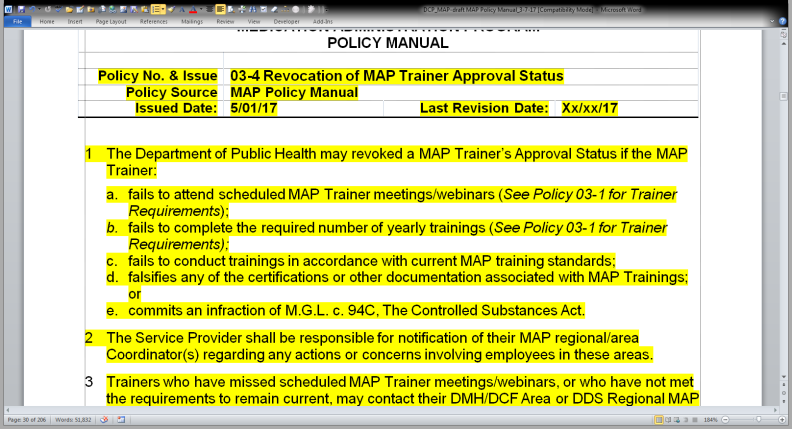 DCF_MAP-draft MAP Policy Manual_3-7-17 [Compatibility Mode] - Microsoft Word
File Home Insert Page Layout References Mailings Review View Developer Add-Ins
POLICY MANUAL
Policy No. & Issue 03-4 Revocation of MAP Trainer Approval Status
Policy Source MAP Policy Manual
Issued Date: 5/01/17 Last Revision Date: Xx/xx/17
1 The Department of Public Health may revoked a MAP Trainer's Approval Status if the MAP
Trainer:
a. fails to attend scheduled MAP Trainer meetings/webinars (See Policy 03-1 for Trainer
Requirements);
b. fails to complete the required number of yearly trainings (See Policy 03-1 for Trainer
Requirements);
c. fails to conduct trainings in accordance with current MAP training standards;
d. falsifies any of the certifications or other documentation associated with MAP Trainings;
or
e. commits an infraction of M.G.L. c. 94C, The Controlled Substances Act.
2 The Service Provider shall be responsible for notification of their MAP regional/area
Coordinator(s) regarding any actions or concerns involving employees in these areas.
3 Trainers who have missed scheduled MAP Trainer meetings/webinars, or who have not met
the requirements to remain current, may contact their DMH/DCF Area or DDS Regional MAP
Page: 30 of 206 Words: 51,832 184%